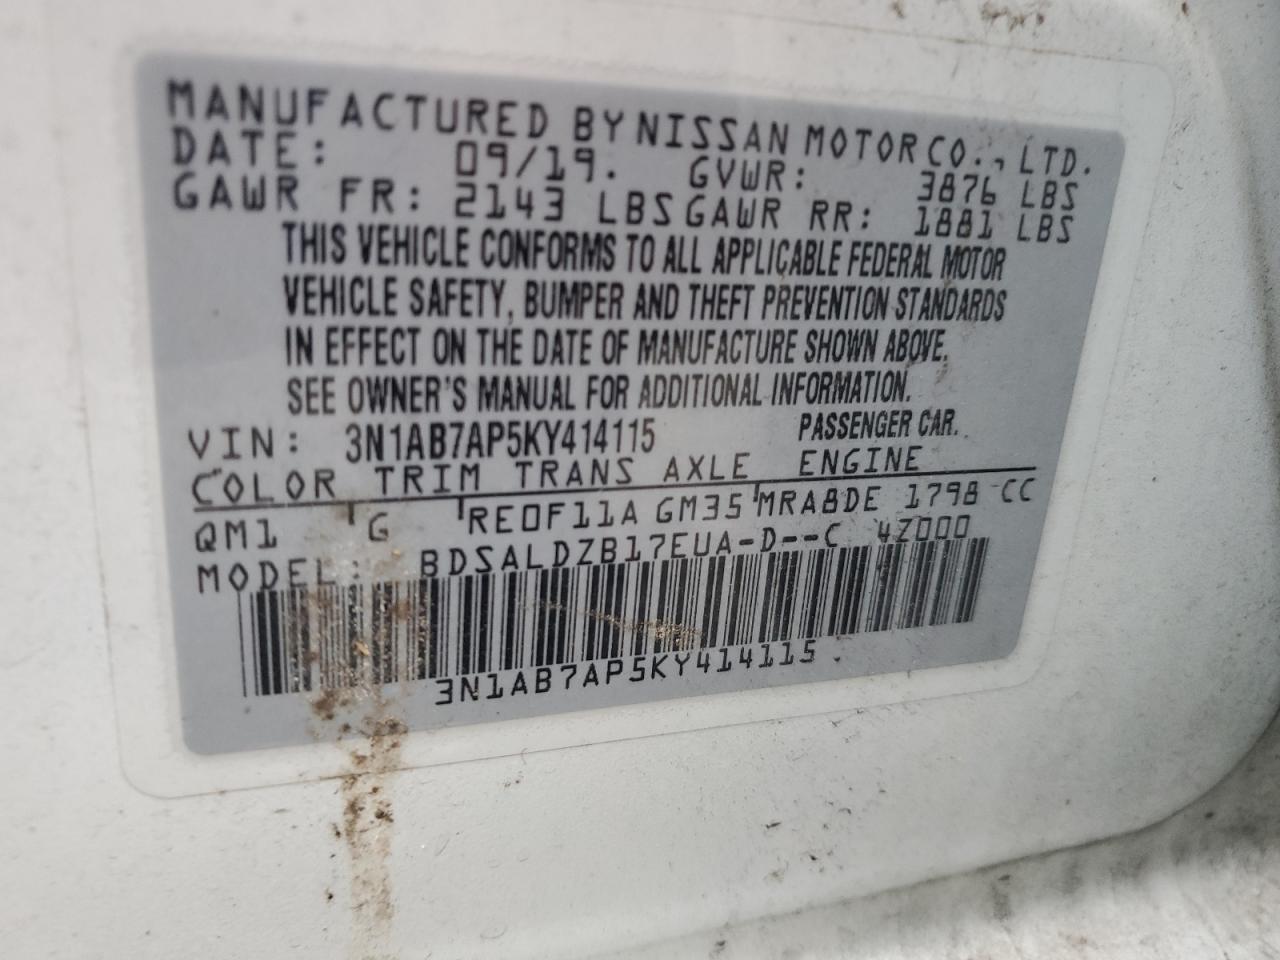 MANUFACTURED BY NISSAN MOTOR CO., LTD.
DATE: 09/19. GVWR: 3876 LBS
GAWR FR: 2143 LBS GAWR RR: 1881 LBS
THIS VEHICLE CONFORMS TO ALL APPLICABLE FEDERAL MOTOR
VEHICLE SAFETY, BUMPER AND THEFT PREVENTION STANDARDS
IN EFFECT ON THE DATE OF MANUFACTURE SHOWN ABOVE.
SEE OWNER'S MANUAL FOR ADDITIONAL INFORMATION.
VIN: 3N1AB7AP5KY414115 PASSENGER CAR.
COLOR TRIM TRANS AXLE ENGINE
QM1 G RE0F11A GM35 MRA8DE 1798 CC
MODEL: BDSALDZB17EUA-D--C 4Z000
3N1AB7AP5KY414115.